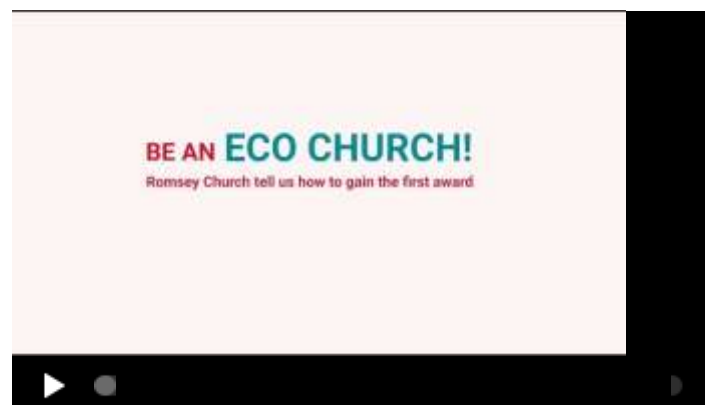 BE AN ECO CHURCH!
Romsey Church tell us how to gain the first award